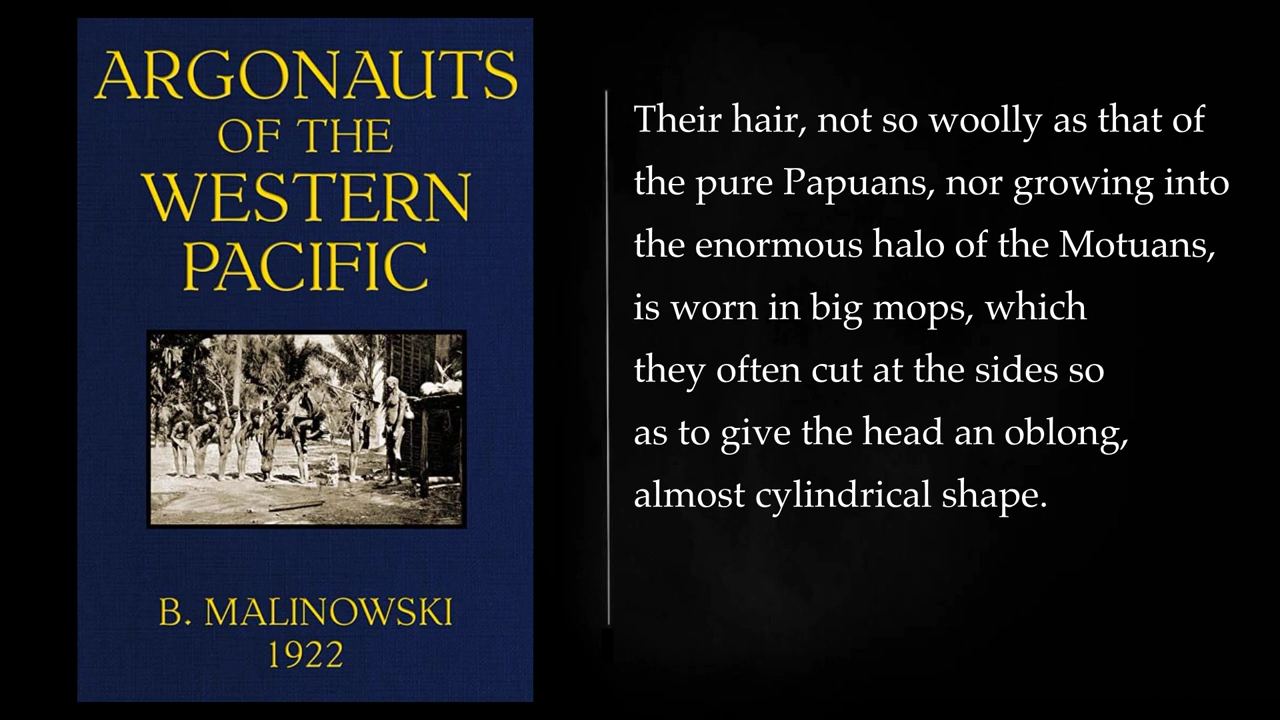 ARGONAUTS
OF THE
WESTERN
PACIFIC
B. MALINOWSKI
1922
Their hair, not so woolly as that of
the pure Papuans, nor growing into
the enormous halo of the Motuans,
is worn in big mops, which
they often cut at the sides so
as to give the head an oblong,
almost cylindrical shape.